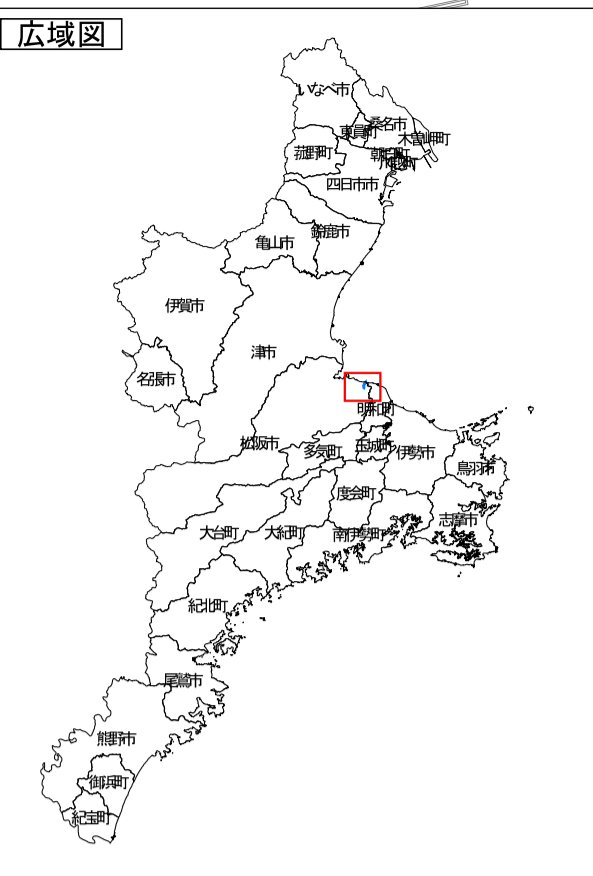 広域図
いなべ市
桑名市
東員町
木曽岬町
菰野町
朝日町
川越町
四日市市
鈴鹿市
亀山市
伊賀市
津市
名張市
明和町
松阪市
多気町
玉城町
伊勢市
鳥羽市
度会町
志摩市
大台町
大紀町
南伊勢町
紀北町
尾鷲市
熊野市
御浜町
紀宝町